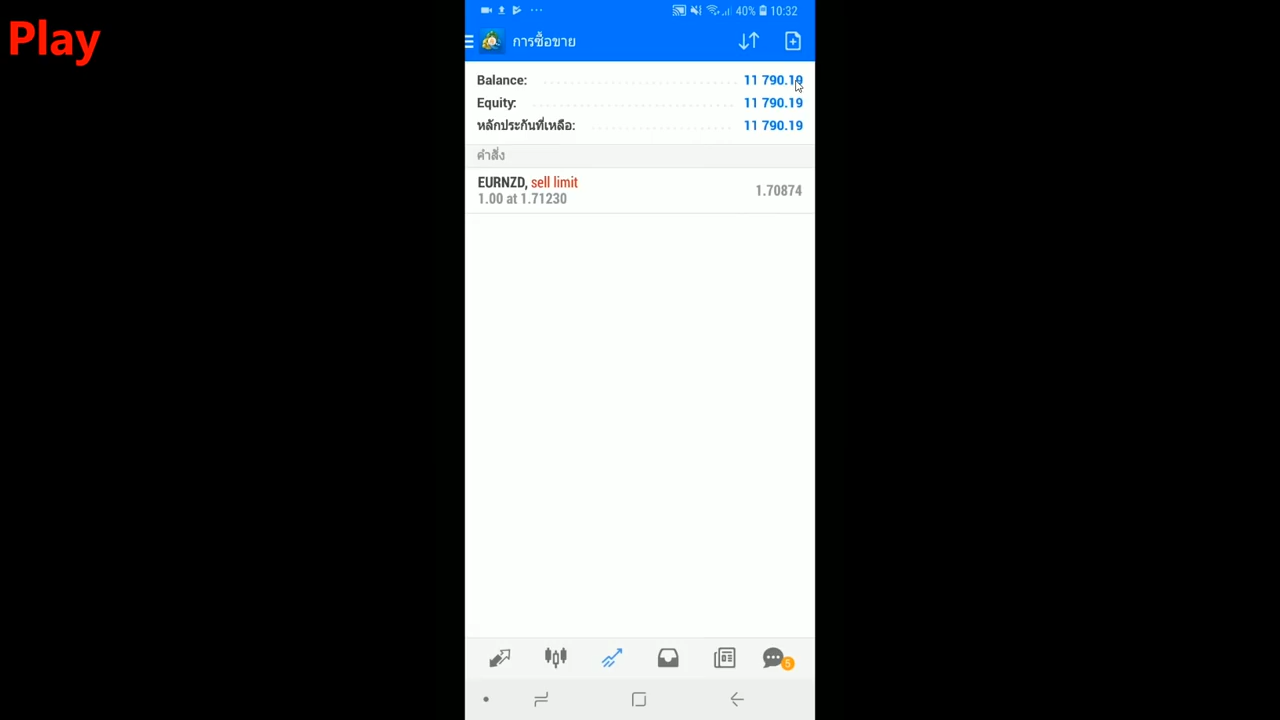 Play
40% 10:32
การซื้อขาย
Balance: 11 790.19
Equity: 11 790.19
หลักประกันที่เหลือ: 11 790.19
คำสั่ง
EURNZD, sell limit
1.00 at 1.71230
1.70874
5